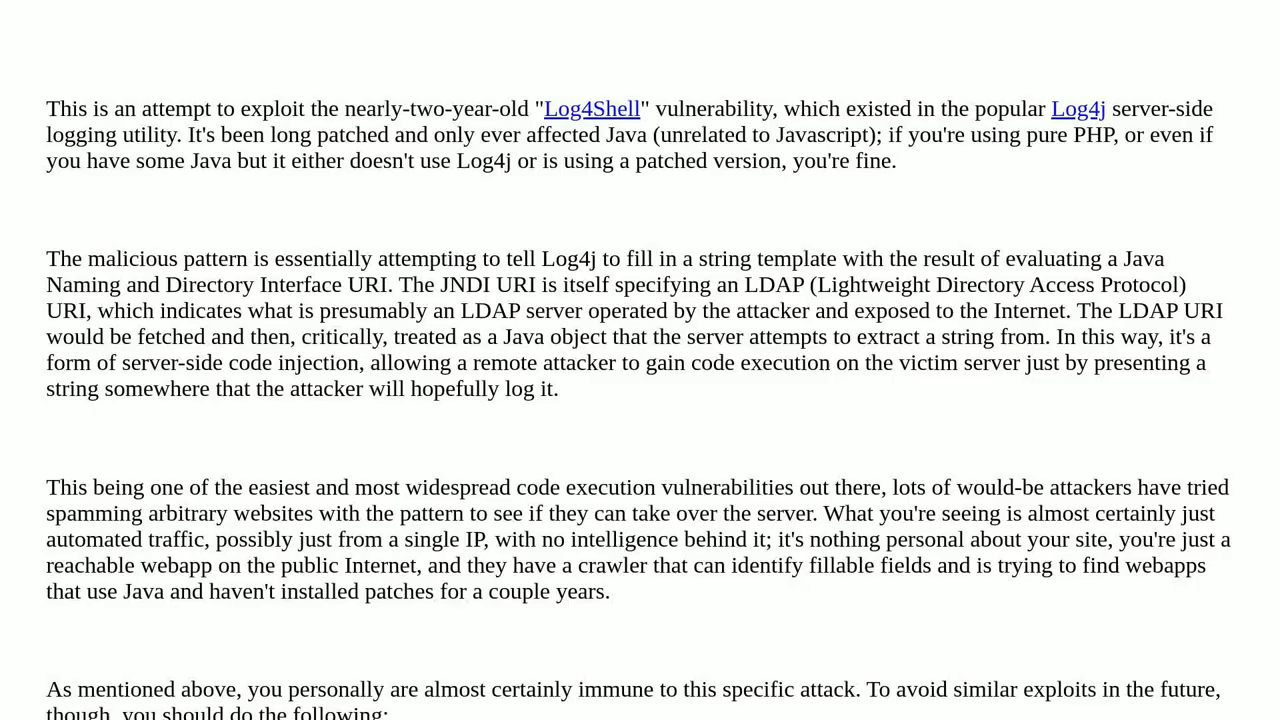 This is an attempt to exploit the nearly-two-year-old "Log4Shell" vulnerability, which existed in the popular Log4j server-side
logging utility. It's been long patched and only ever affected Java (unrelated to Javascript); if you're using pure PHP, or even if
you have some Java but it either doesn't use Log4j or is using a patched version, you're fine.
The malicious pattern is essentially attempting to tell Log4j to fill in a string template with the result of evaluating a Java
Naming and Directory Interface URI. The JNDI URI is itself specifying an LDAP (Lightweight Directory Access Protocol)
URI, which indicates what is presumably an LDAP server operated by the attacker and exposed to the Internet. The LDAP URI
would be fetched and then, critically, treated as a Java object that the server attempts to extract a string from. In this way, it's a
form of server-side code injection, allowing a remote attacker to gain code execution on the victim server just by presenting a
string somewhere that the attacker will hopefully log it.
This being one of the easiest and most widespread code execution vulnerabilities out there, lots of would-be attackers have tried
spamming arbitrary websites with the pattern to see if they can take over the server. What you're seeing is almost certainly just
automated traffic, possibly just from a single IP, with no intelligence behind it; it's nothing personal about your site, you're just a
reachable webapp on the public Internet, and they have a crawler that can identify fillable fields and is trying to find webapps
that use Java and haven't installed patches for a couple years.
As mentioned above, you personally are almost certainly immune to this specific attack. To avoid similar exploits in the future,
though, you should do the following: